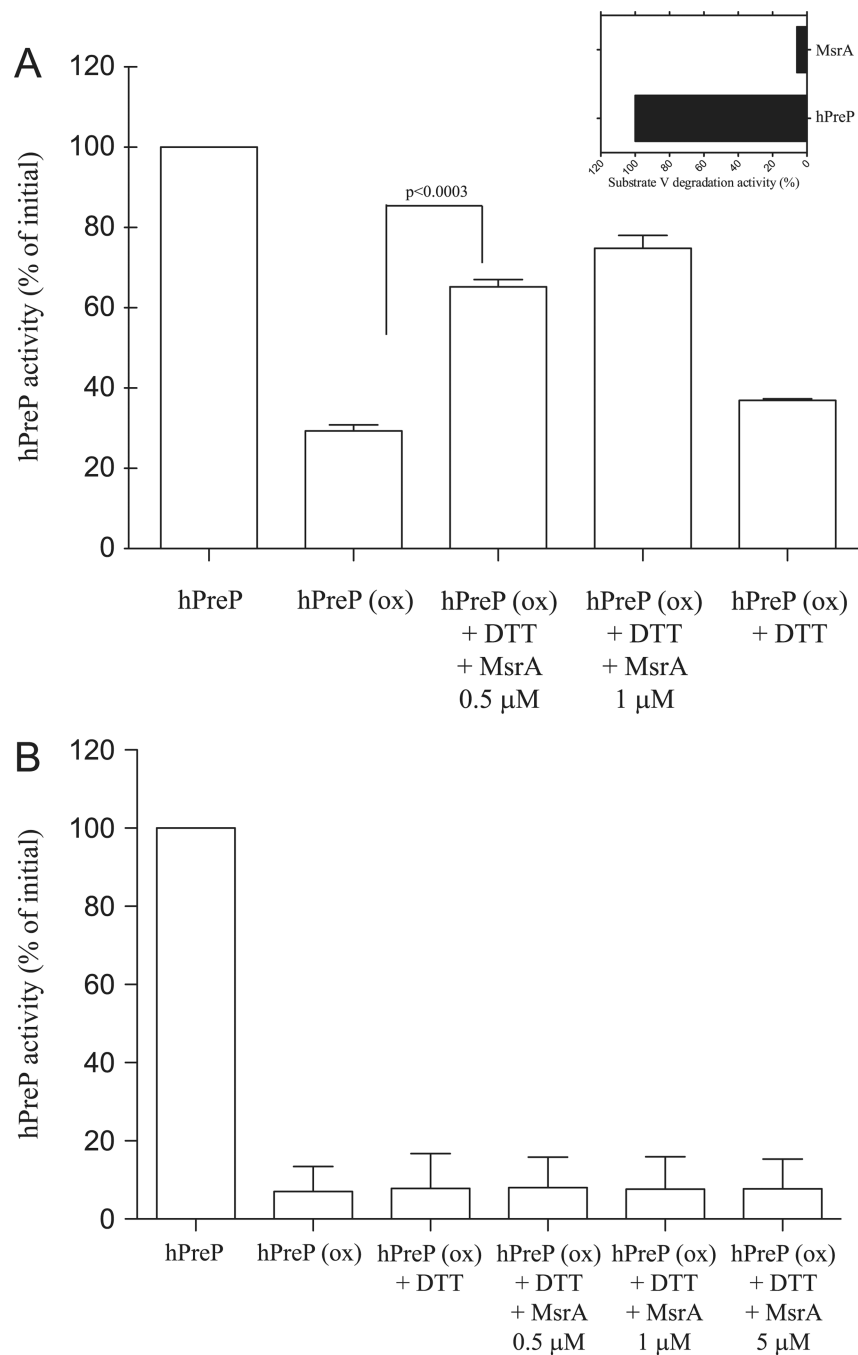 A
120
100
80
60
40
20
0
hPreP activity (% of initial)
p<0.0003
MsrA
hPreP
120 100 80 60 40 20 0
Substrate V degradation activity (%)
hPreP
hPreP (ox)
hPreP (ox)
+ DTT
+ MsrA
0.5 μM
hPreP (ox)
+ DTT
+ MsrA
1 μM
hPreP (ox)
+ DTT
B
120
100
80
60
40
20
0
hPreP activity (% of initial)
hPreP
hPreP (ox)
hPreP (ox)
+ DTT
hPreP (ox)
+ DTT
+ MsrA
0.5 μM
hPreP (ox)
+ DTT
+ MsrA
1 μM
hPreP (ox)
+ DTT
+ MsrA
5 μM